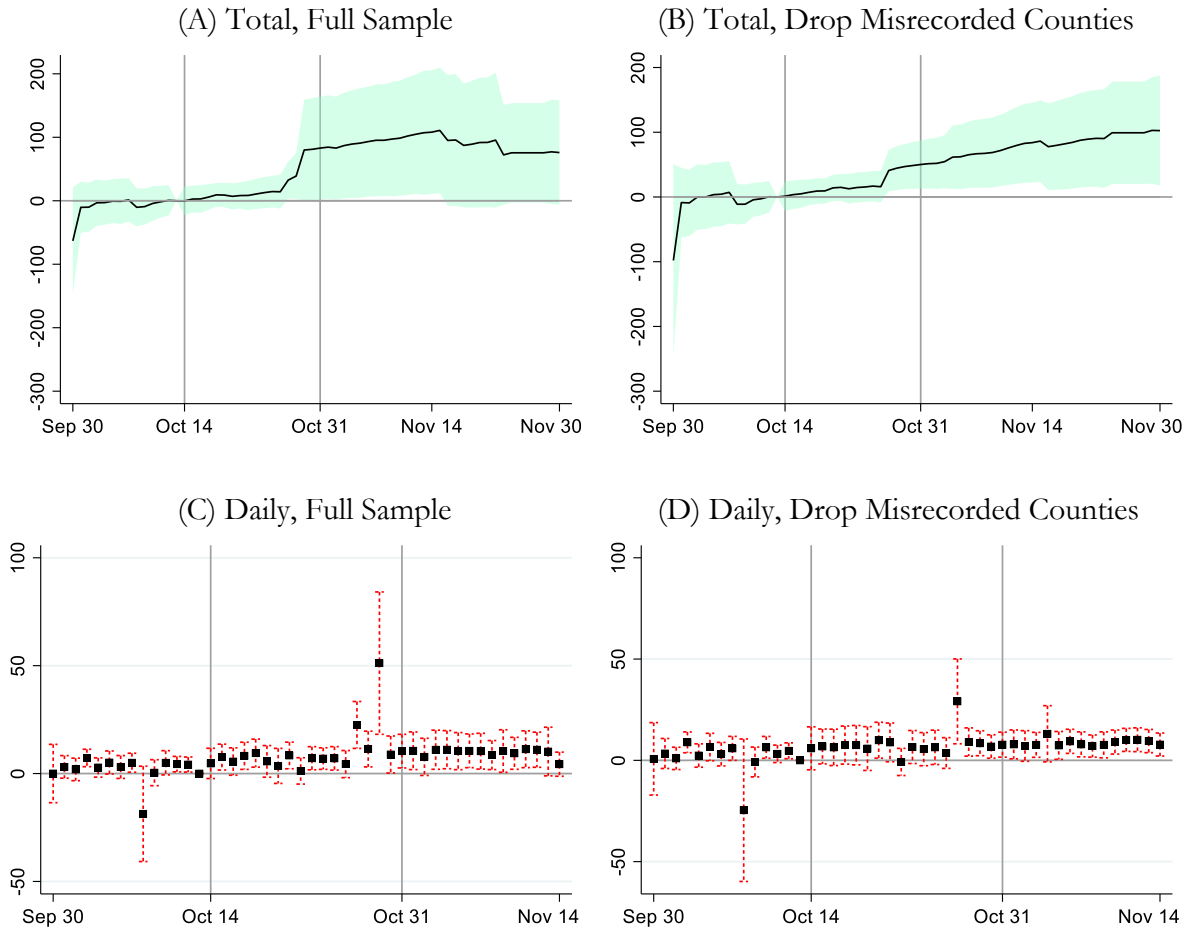 (A) Total, Full Sample
200
100
0
-100
-200
-300
Sep 30 Oct 14 Oct 31 Nov 14 Nov 30
(B) Total, Drop Misrecorded Counties
200
100
0
-100
-200
-300
Sep 30 Oct 14 Oct 31 Nov 14 Nov 30
(C) Daily, Full Sample
100
50
0
-50
Sep 30 Oct 14 Oct 31 Nov 14
(D) Daily, Drop Misrecorded Counties
100
50
0
-50
Sep 30 Oct 14 Oct 31 Nov 14